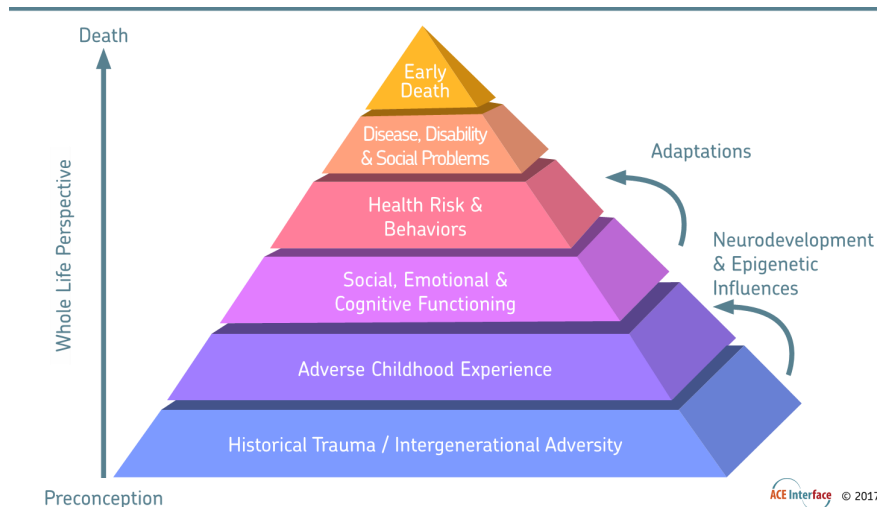 Death
Early
Death
Disease, Disability
& Social Problems
Adaptations
Health Risk &
Behaviors
Whole Life Perspective
Neurodevelopment
& Epigenetic
Influences
Social, Emotional &
Cognitive Functioning
Adverse Childhood Experience
Historical Trauma / Intergenerational Adversity
Preconception
ACE Interface © 2017